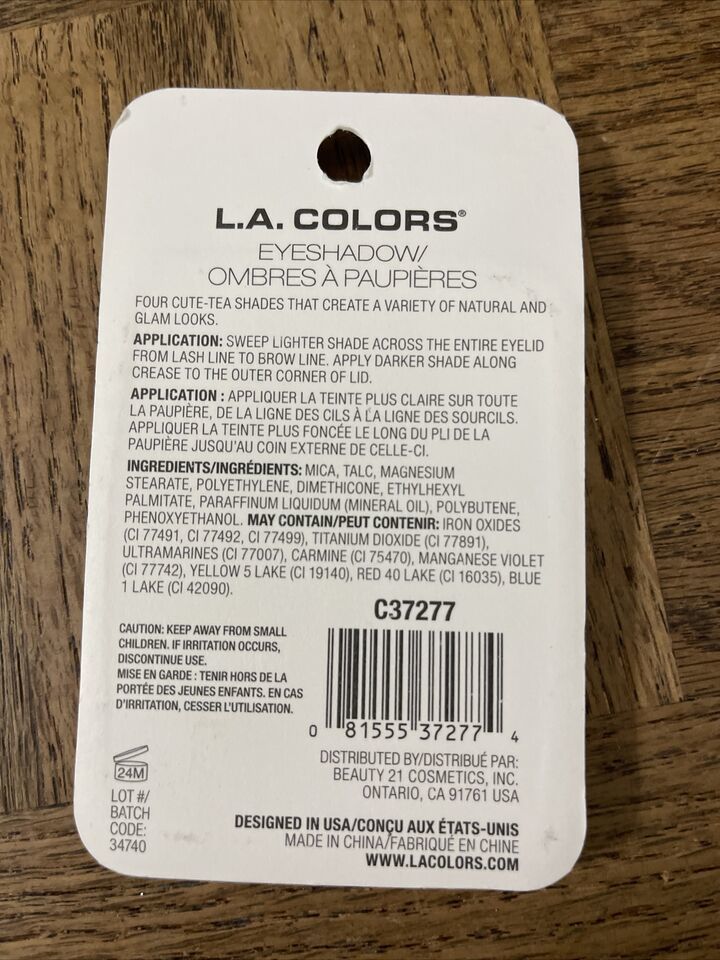 L.A. COLORS®
EYESHADOW/
OMBRES À PAUPIÈRES
FOUR CUTE-TEA SHADES THAT CREATE A VARIETY OF NATURAL AND
GLAM LOOKS.
APPLICATION: SWEEP LIGHTER SHADE ACROSS THE ENTIRE EYELID
FROM LASH LINE TO BROW LINE. APPLY DARKER SHADE ALONG
CREASE TO THE OUTER CORNER OF LID.
APPLICATION : APPLIQUER LA TEINTE PLUS CLAIRE SUR TOUTE
LA PAUPIÈRE, DE LA LIGNE DES CILS À LA LIGNE DES SOURCILS.
APPLIQUER LA TEINTE PLUS FONCÉE LE LONG DU PLI DE LA
PAUPIÈRE JUSQU'AU COIN EXTERNE DE CELLE-CI.
INGREDIENTS/INGRÉDIENTS: MICA, TALC, MAGNESIUM
STEARATE, POLYETHYLENE, DIMETHICONE, ETHYLHEXYL
PALMITATE, PARAFFINUM LIQUIDUM (MINERAL OIL), POLYBUTENE,
PHENOXYETHANOL. MAY CONTAIN/PEUT CONTENIR: IRON OXIDES
(CI 77491, CI 77492, CI 77499), TITANIUM DIOXIDE (CI 77891),
ULTRAMARINES (CI 77007), CARMINE (CI 75470), MANGANESE VIOLET
(CI 77742), YELLOW 5 LAKE (CI 19140), RED 40 LAKE (CI 16035), BLUE
1 LAKE (CI 42090).
C37277
CAUTION: KEEP AWAY FROM SMALL
CHILDREN. IF IRRITATION OCCURS,
DISCONTINUE USE.
MISE EN GARDE : TENIR HORS DE LA
PORTÉE DES JEUNES ENFANTS. EN CAS
D'IRRITATION, CESSER L'UTILISATION.
0 81555 37277 4
24M
LOT #/
BATCH
CODE:
34740
DISTRIBUTED BY/DISTRIBUÉ PAR:
BEAUTY 21 COSMETICS, INC.
ONTARIO, CA 91761 USA
DESIGNED IN USA/CONÇU AUX ÉTATS-UNIS
MADE IN CHINA/FABRIQUÉ EN CHINE
WWW.LACOLORS.COM